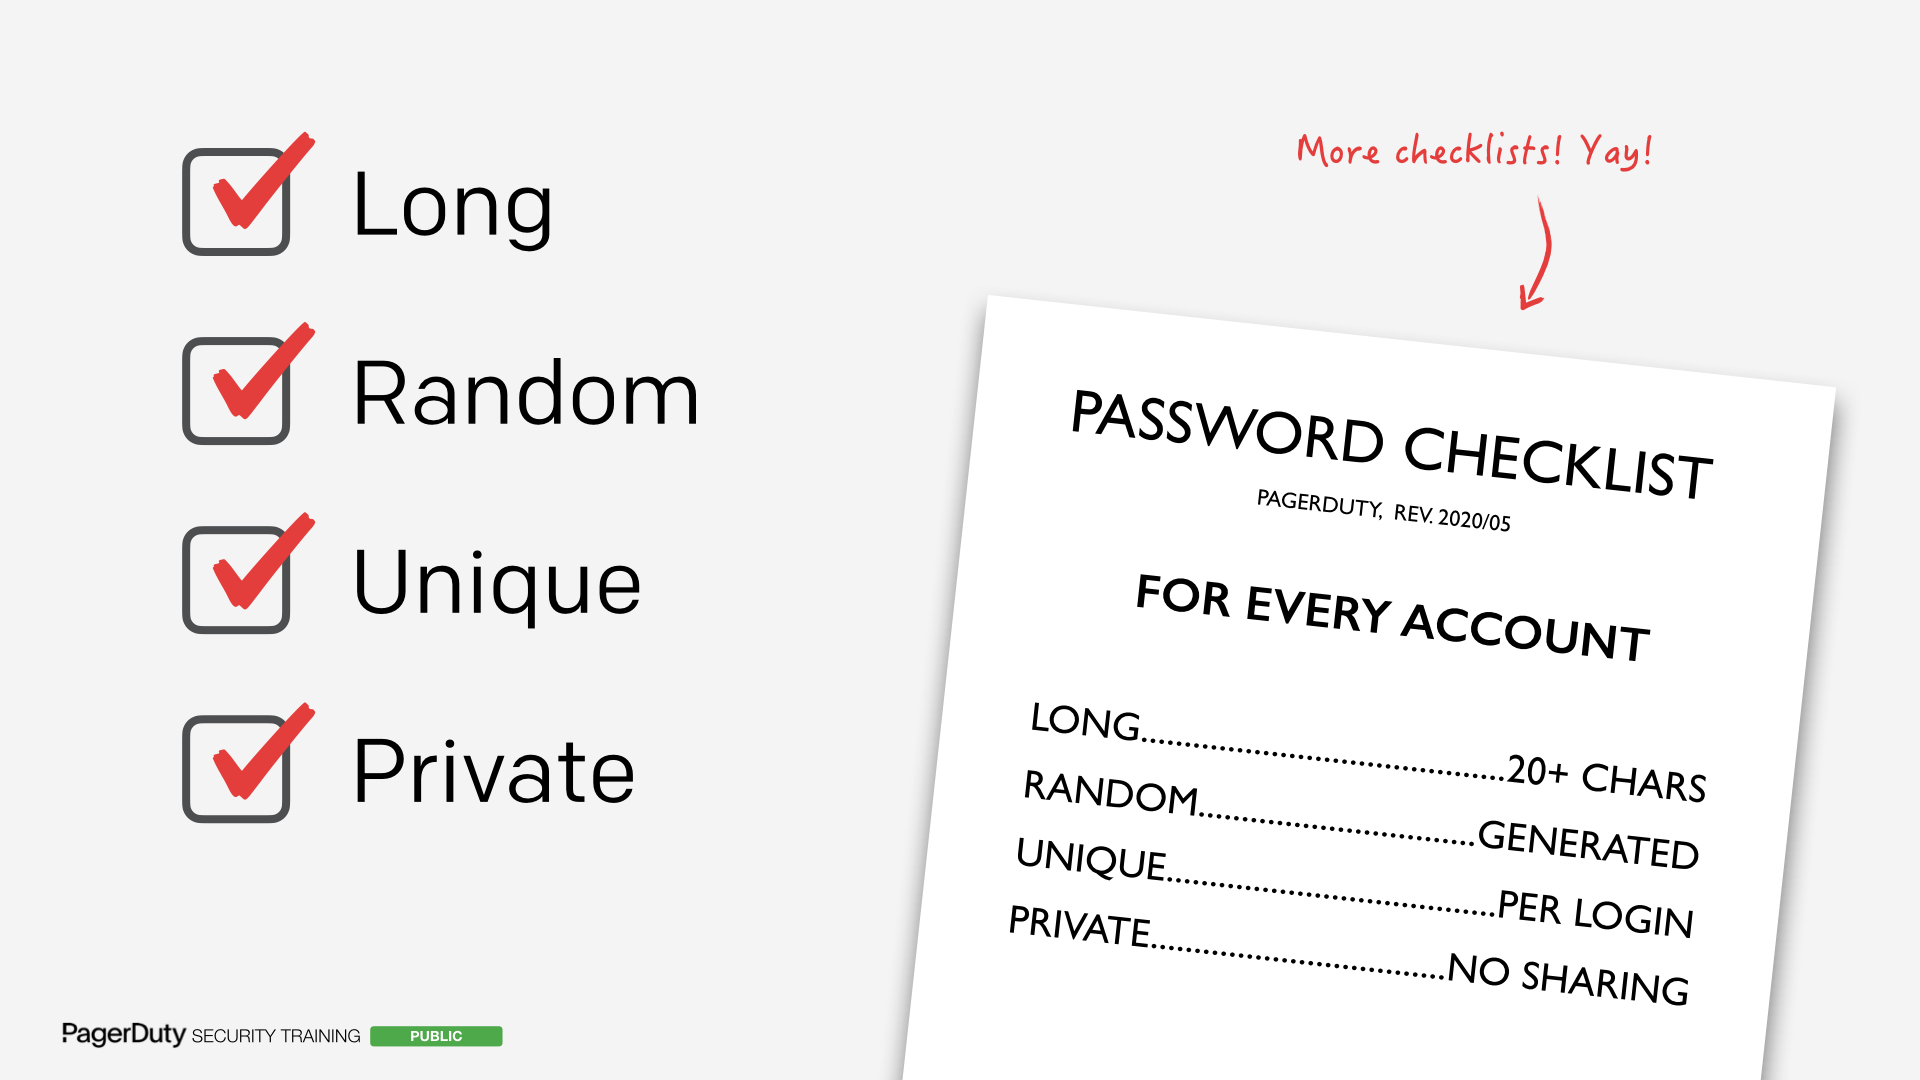 Long
Random
Unique
Private
More checklists! Yay!
PASSWORD CHECKLIST
PAGERDUTY, REV. 2020/05
FOR EVERY ACCOUNT
LONG..........................................20+ CHARS
RANDOM................................GENERATED
UNIQUE......................................PER LOGIN
PRIVATE..................................NO SHARING
PagerDuty SECURITY TRAINING PUBLIC